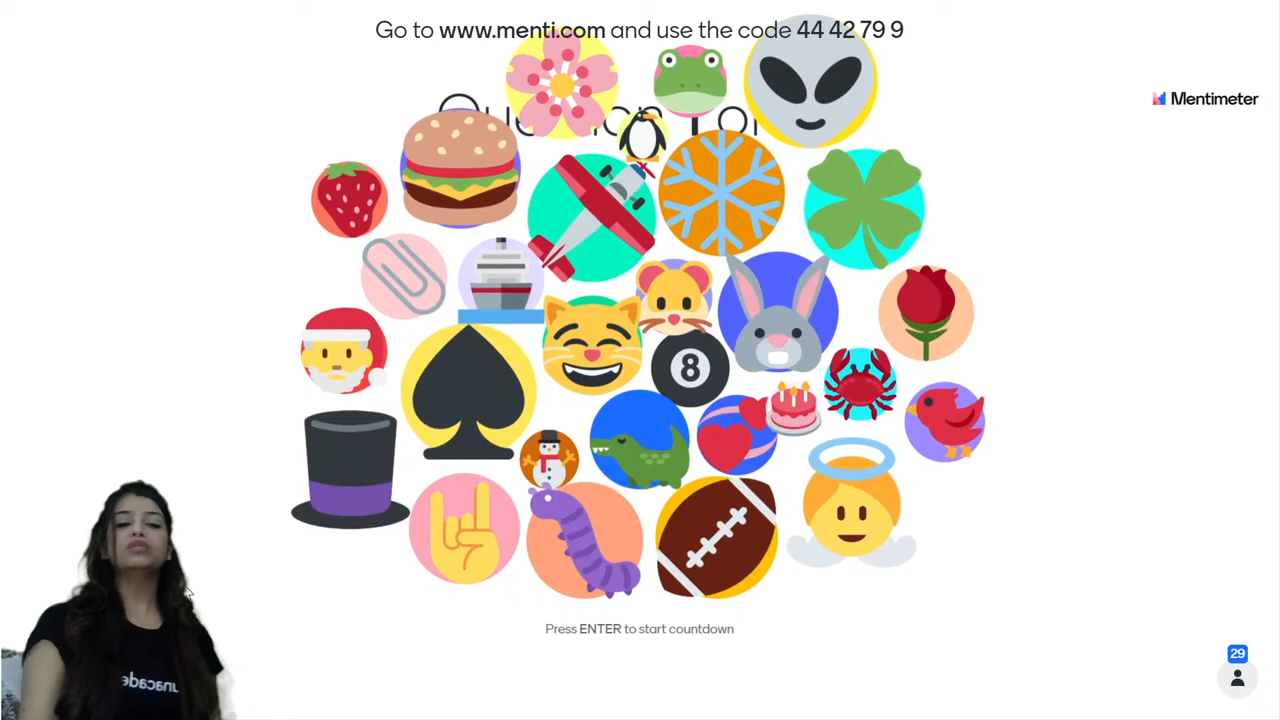 Go to www.menti.com and use the code 44 42 79 9
Mentimeter
8
Press ENTER to start countdown
29